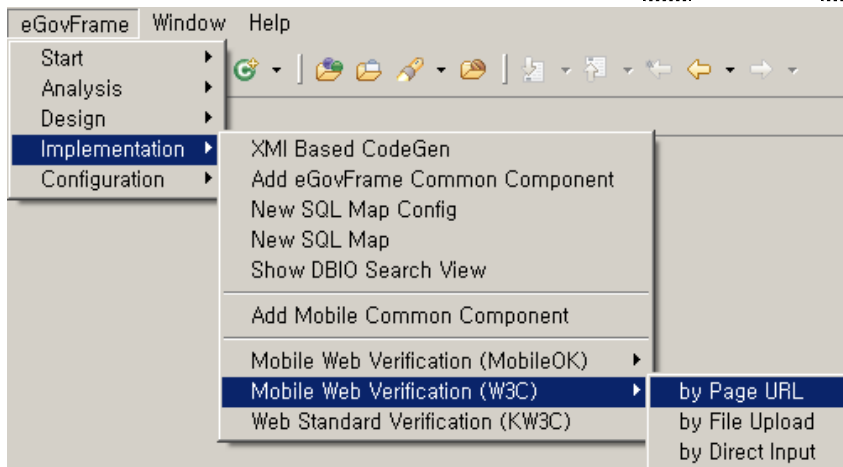 eGovFrame Window Help
Start
Analysis
Design
Implementation
Configuration
XMI Based CodeGen
Add eGovFrame Common Component
New SQL Map Config
New SQL Map
Show DBIO Search View
Add Mobile Common Component
Mobile Web Verification (MobileOK)
Mobile Web Verification (W3C)
Web Standard Verification (KW3C)
by Page URL
by File Upload
by Direct Input